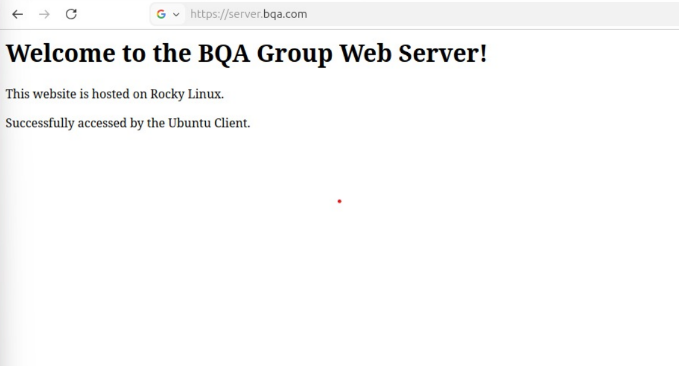 https://server.bqa.com
Welcome to the BQA Group Web Server!
This website is hosted on Rocky Linux.
Successfully accessed by the Ubuntu Client.